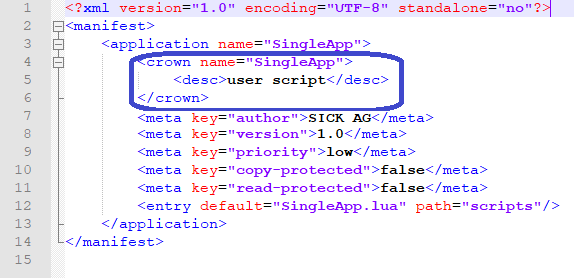 1 <?xml version="1.0" encoding="UTF-8" standalone="no"?>
2 <manifest>
3 <application name="SingleApp">
4 <crown name="SingleApp">
5 <desc>user script</desc>
6 </crown>
7 <meta key="author">SICK AG</meta>
8 <meta key="version">1.0</meta>
9 <meta key="priority">low</meta>
10 <meta key="copy-protected">false</meta>
11 <meta key="read-protected">false</meta>
12 <entry default="SingleApp.lua" path="scripts"/>
13 </application>
14 </manifest>
15